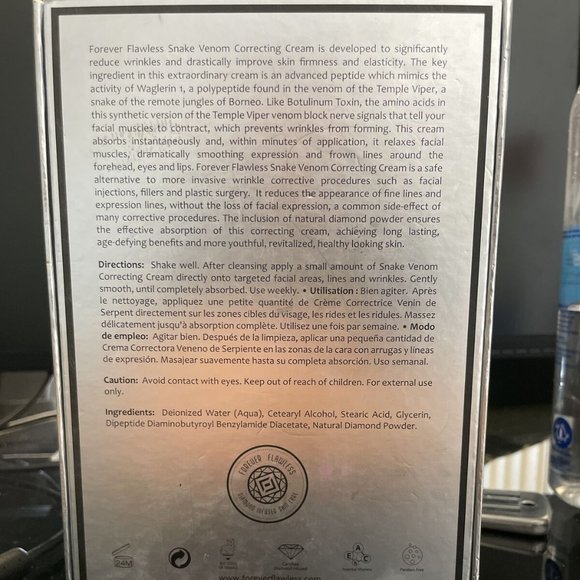 Forever Flawless Snake Venom Correcting Cream is developed to significantly
reduce wrinkles and drastically improve skin firmness and elasticity. The key
ingredient in this extraordinary cream is an advanced peptide which mimics the
activity of Waglerin 1, a polypeptide found in the venom of the Temple Viper, a
snake of the remote jungles of Borneo. Like Botulinum Toxin, the amino acids in
this synthetic version of the Temple Viper venom block nerve signals that tell your
facial muscles to contract, which prevents wrinkles from forming. This cream
absorbs instantaneously and, within minutes of application, it relaxes facial
muscles, dramatically smoothing expression and frown lines around the
forehead, eyes and lips. Forever Flawless Snake Venom Correcting Cream is a safe
alternative to more invasive wrinkle corrective procedures such as facial
injections, fillers and plastic surgery. It reduces the appearance of fine lines and
expression lines, without the loss of facial expression, a common side-effect of
many corrective procedures. The inclusion of natural diamond powder ensures
the effective absorption of this correcting cream, achieving long lasting,
age-defying benefits and more youthful, revitalized, healthy looking skin.
Directions: Shake well. After cleansing apply a small amount of Snake Venom
Correcting Cream directly onto targeted facial areas, lines and wrinkles. Gently
smooth, until completely absorbed. Use weekly. • Utilisation : Bien agiter. Après
le nettoyage, appliquez une petite quantité de Crème Correctrice Venin de
Serpent directement sur les zones cibles du visage, les rides et les ridules. Massez
délicatement jusqu'à absorption complète. Utilisez une fois par semaine. • Modo
de empleo: Agitar bien. Después de la limpieza, aplicar una pequeña cantidad de
Crema Correctora Veneno de Serpiente en las zonas de la cara con arrugas y líneas
de expresión. Masajear suavemente hasta su completa absorción. Uso semanal.
Caution: Avoid contact with eyes. Keep out of reach of children. For external use
only.
Ingredients: Deionized Water (Aqua), Cetearyl Alcohol, Stearic Acid, Glycerin,
Dipeptide Diaminobutyroyl Benzylamide Diacetate, Natural Diamond Powder.
FOREVER FLAWLESS
DIAMOND INFUSED SKIN CARE
24M
A
E C
S
Certified
Diamond Infused
Essential Vitamins
Paraben Free
www.foreverflawless.com